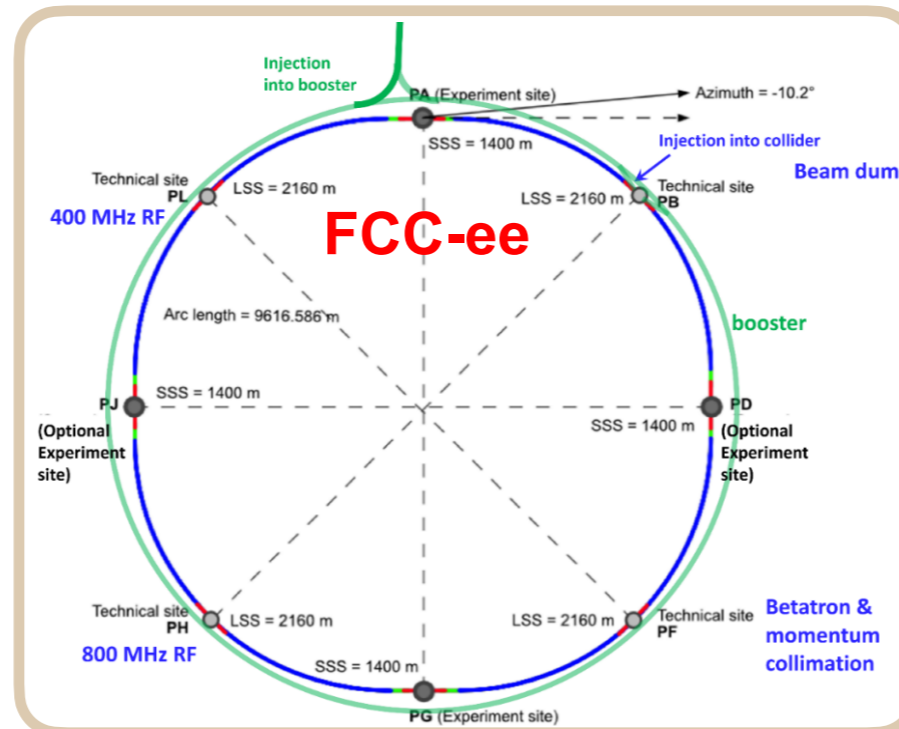 Injection
into booster
PA (Experiment site)
Azimuth = -10.2°
SSS = 1400 m
Injection into collider
Beam dum
Technical site
PL
LSS = 2160 m
400 MHz RF
LSS = 2160 m
Technical site
PB
FCC-ee
Arc length = 9616.586 m
booster
PJ
SSS = 1400 m
PD
(Optional
Experiment
site)
SSS = 1400 m
(Optional
Experiment
site)
Technical site
PH
LSS = 2160 m
800 MHz RF
LSS = 2160 m
Technical site
PF
Betatron &
momentum
collimation
SSS = 1400 m
PG (Experiment site)